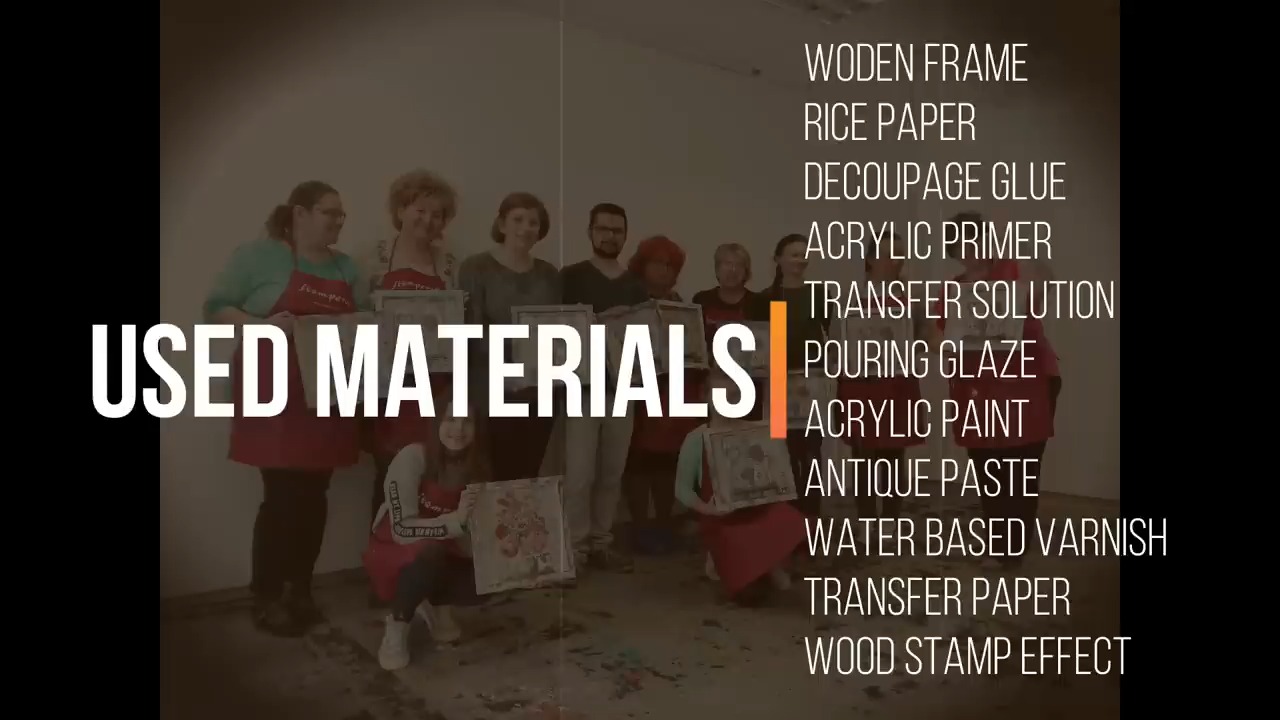 USED MATERIALS
WODEN FRAME
RICE PAPER
DECOUPAGE GLUE
ACRYLIC PRIMER
TRANSFER SOLUTION
POURING GLAZE
ACRYLIC PAINT
ANTIQUE PASTE
WATER BASED VARNISH
TRANSFER PAPER
WOOD STAMP EFFECT